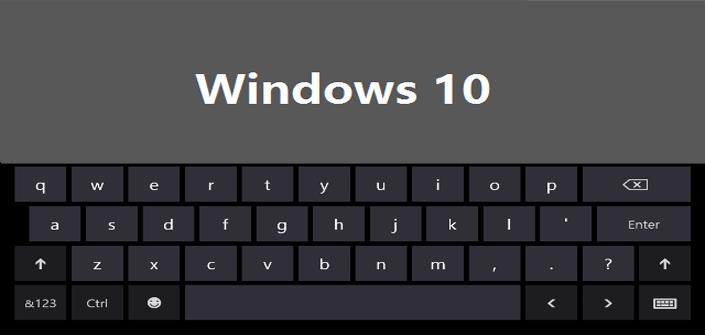 Windows 10
q w e r t y u i o p
a s d f g h j k l ' Enter
z x c v b n m , . ?
&123 Ctrl < >